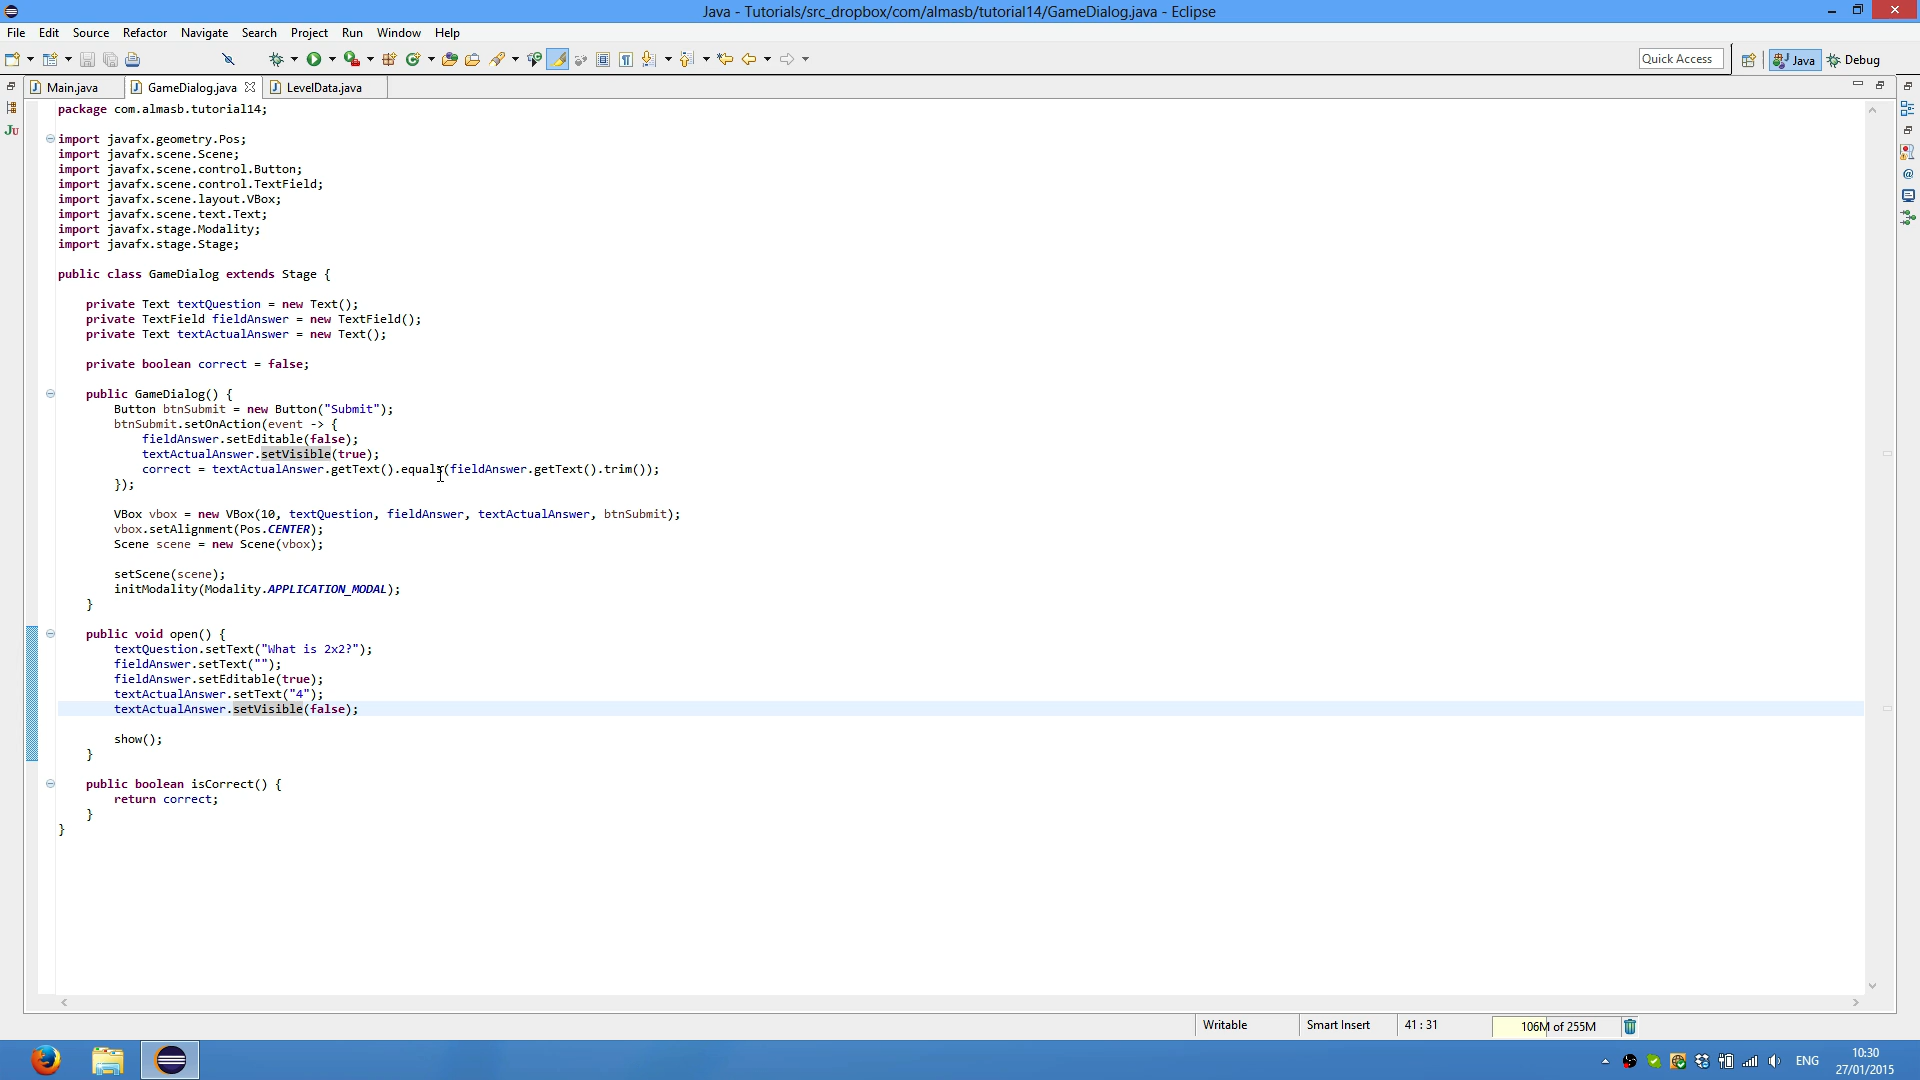 Java - Tutorials/src_dropbox/com/almasb/tutorial14/GameDialog.java - Eclipse
File Edit Source Refactor Navigate Search Project Run Window Help
Quick Access Java Debug
Main.java GameDialog.java LevelData.java
package com.almasb.tutorial14;
import javafx.geometry.Pos;
import javafx.scene.Scene;
import javafx.scene.control.Button;
import javafx.scene.control.TextField;
import javafx.scene.layout.VBox;
import javafx.scene.text.Text;
import javafx.stage.Modality;
import javafx.stage.Stage;
public class GameDialog extends Stage {
private Text textQuestion = new Text();
private TextField fieldAnswer = new TextField();
private Text textActualAnswer = new Text();
private boolean correct = false;
public GameDialog() {
Button btnSubmit = new Button("Submit");
btnSubmit.setOnAction(event -> {
fieldAnswer.setEditable(false);
textActualAnswer.setVisible(true);
correct = textActualAnswer.getText().equals(fieldAnswer.getText().trim());
});
VBox vbox = new VBox(10, textQuestion, fieldAnswer, textActualAnswer, btnSubmit);
vbox.setAlignment(Pos.CENTER);
Scene scene = new Scene(vbox);
setScene(scene);
initModality(Modality.APPLICATION_MODAL);
}
public void open() {
textQuestion.setText("What is 2x2?");
fieldAnswer.setText("");
fieldAnswer.setEditable(true);
textActualAnswer.setText("4");
textActualAnswer.setVisible(false);
show();
}
public boolean isCorrect() {
return correct;
}
}
Writable Smart Insert 41 : 31 106M of 255M
ENG 10:30
27/01/2015